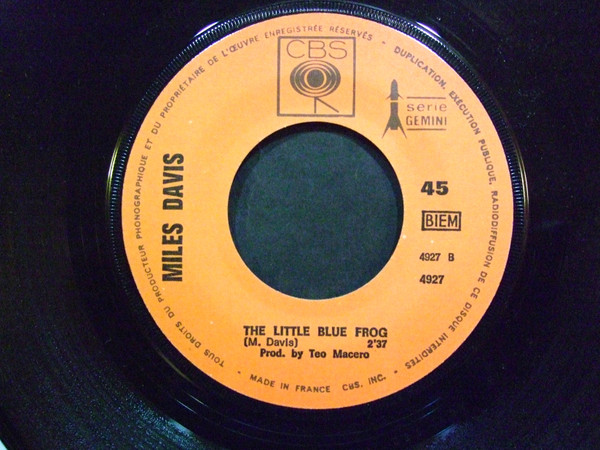 TOUS DROITS DU PRODUCTEUR PHONOGRAPHIQUE ET DU PROPRIÉTAIRE DE L'ŒUVRE ENREGISTRÉE RÉSERVÉS - DUPLICATION, EXÉCUTION PUBLIQUE, RADIODIFFUSION DE CE DISQUE INTERDITES
CBS
serie
GEMINI
MILES DAVIS
45
BIEM
4927 B
4927
THE LITTLE BLUE FROG
(M. Davis) 2'37
Prod. by Teo Macero
• MADE IN FRANCE CBS, INC. •